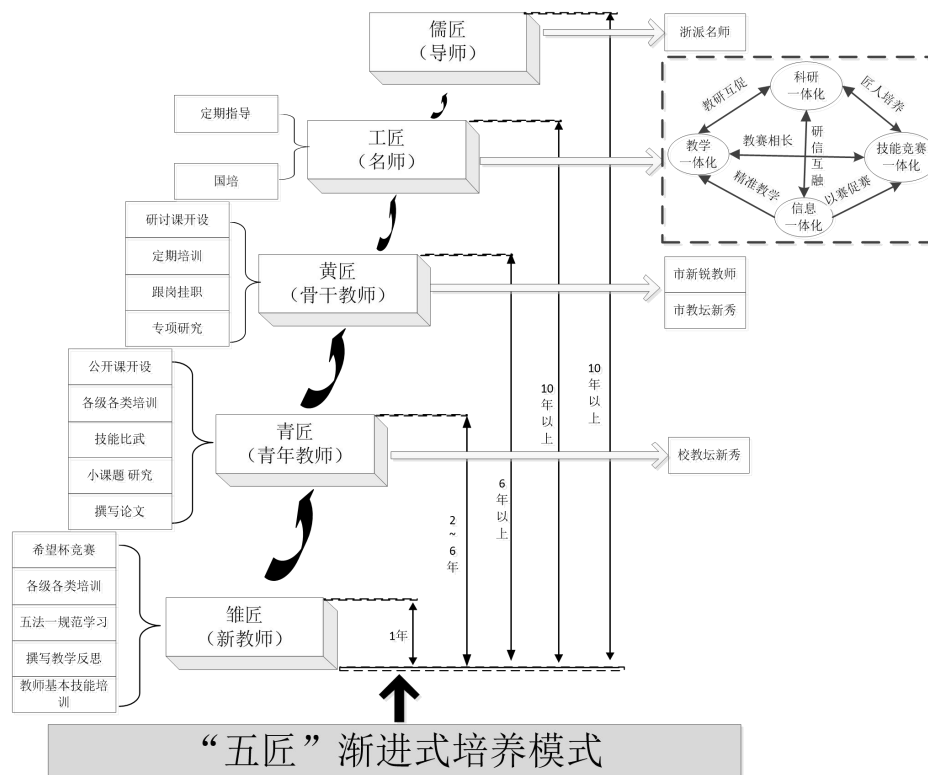 儒匠
（导师）
浙派名师
定期指导
国培
工匠
（名师）
科研
一体化
教研互促
匠人培养
教学
一体化
教赛相长
研信互融
技能竞赛
一体化
精准教学
以赛促赛
信息
一体化
研讨课开设
定期培训
跟岗挂职
专项研究
黄匠
（骨干教师）
市新锐教师
市教坛新秀
公开课开设
各级各类培训
技能比武
小课题 研究
撰写论文
青匠
（青年教师）
校教坛新秀
希望杯竞赛
各级各类培训
五法一规范学习
撰写教学反思
教师基本技能培
训
雏匠
（新教师）
1年
2~6年
6年以上
10年以上
10年以上
“五匠”渐进式培养模式